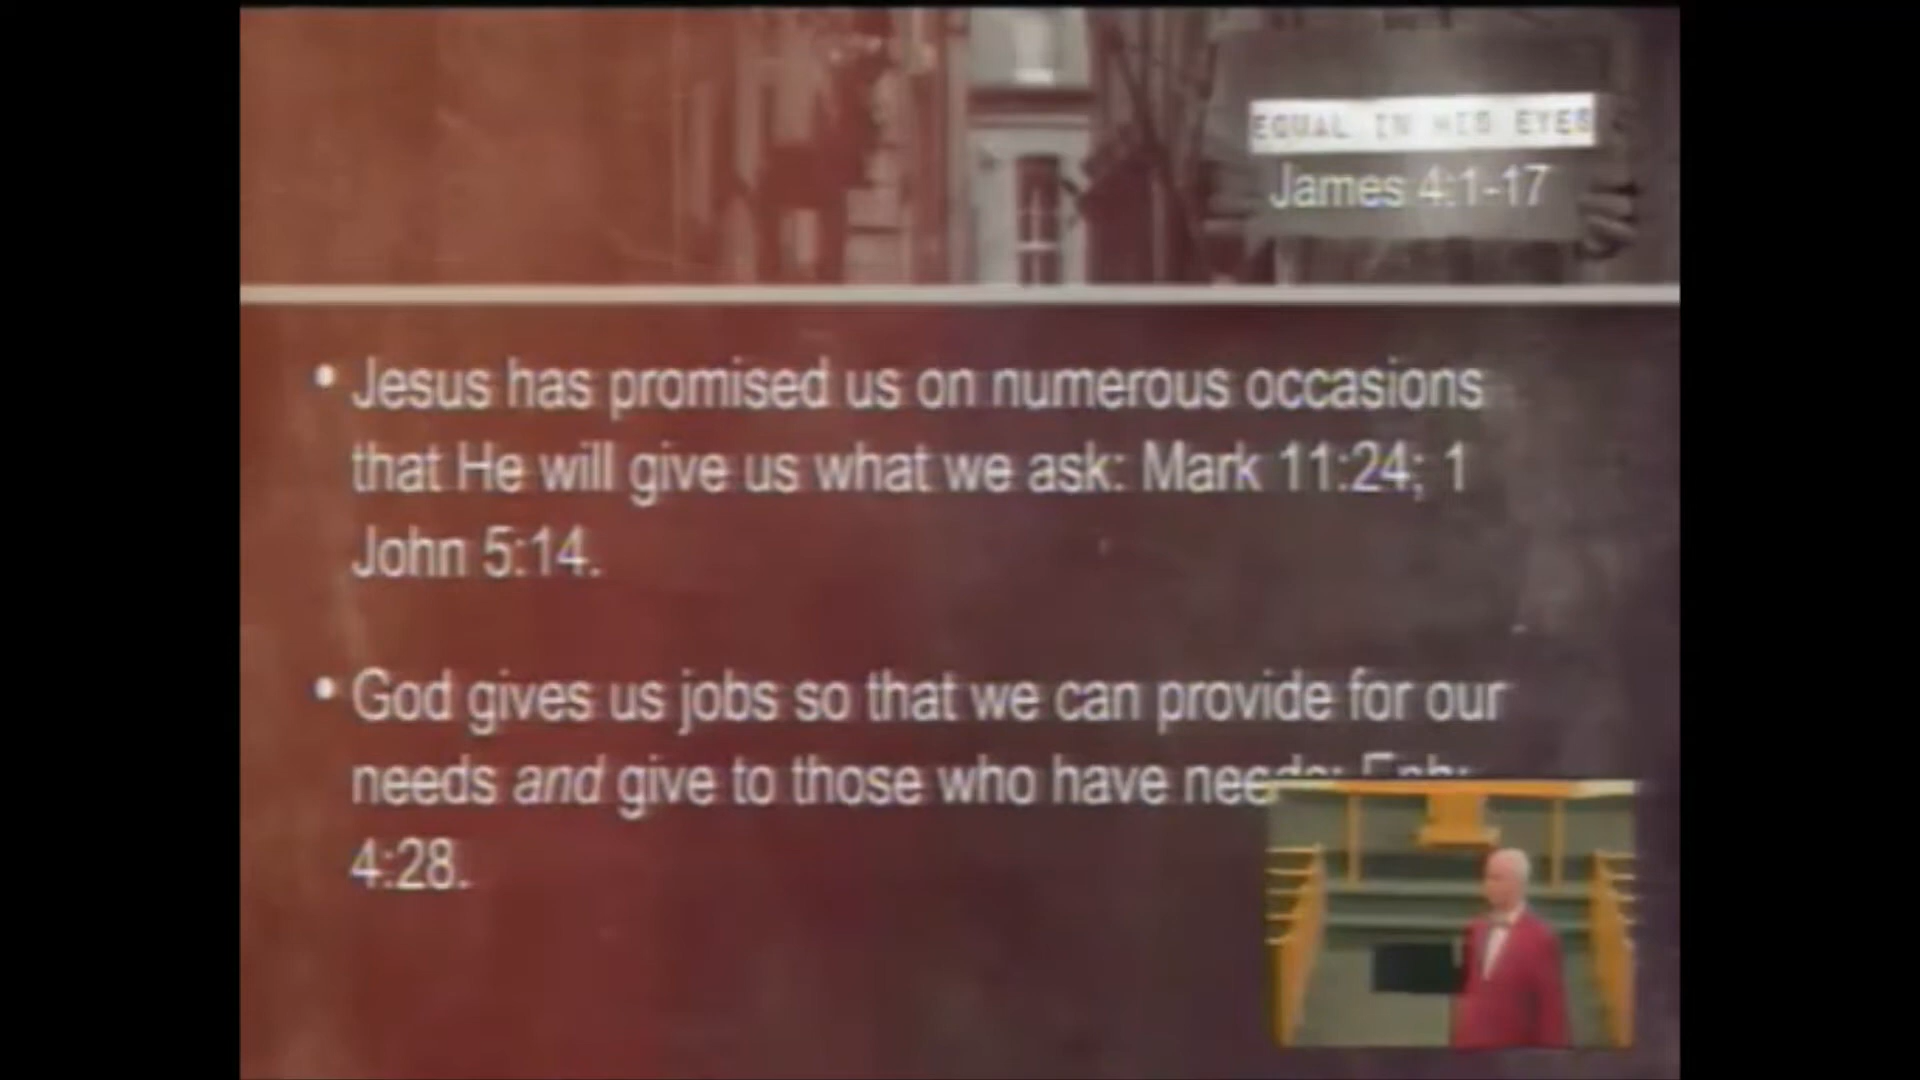 EQUAL IN HIS EYES
James 4:1-17
• Jesus has promised us on numerous occasions
that He will give us what we ask: Mark 11:24; 1
John 5:14.
• God gives us jobs so that we can provide for our
needs and give to those who have needs: Eph:
4:28.